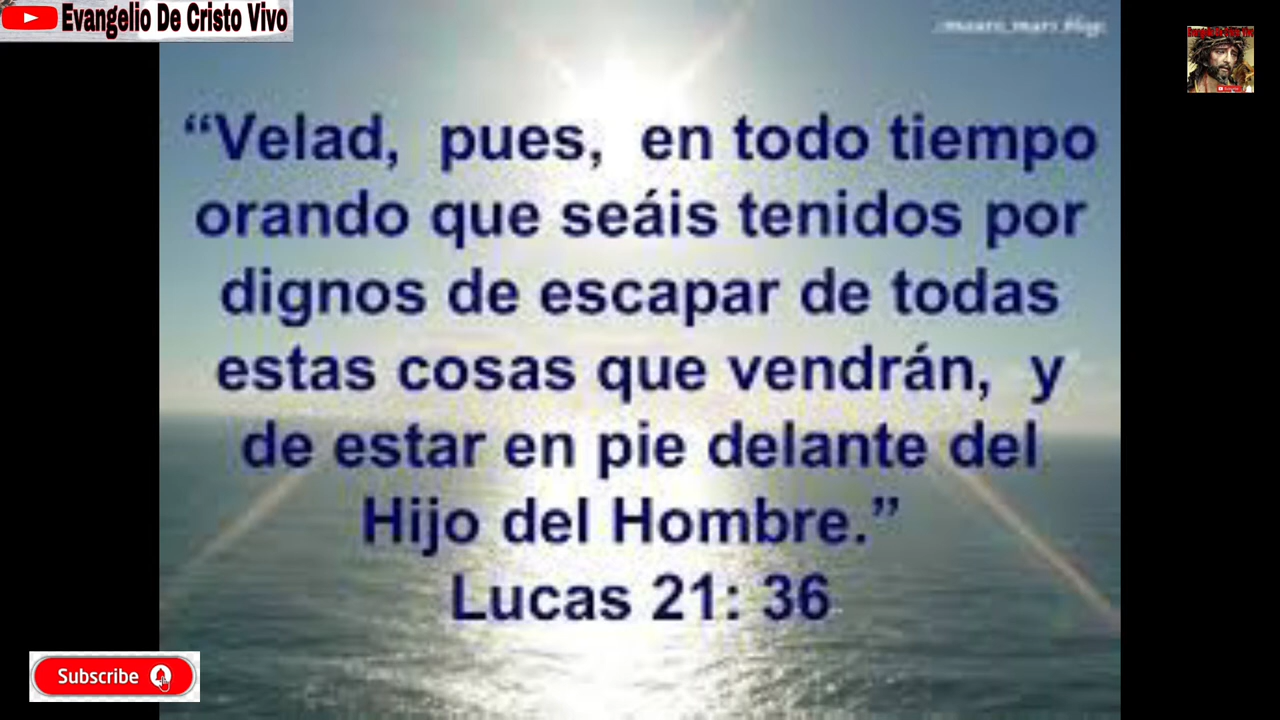 Evangelio De Cristo Vivo
“Velad, pues, en todo tiempo
orando que seáis tenidos por
dignos de escapar de todas
estas cosas que vendrán, y
de estar en pie delante del
Hijo del Hombre.”
Lucas 21: 36
Subscribe